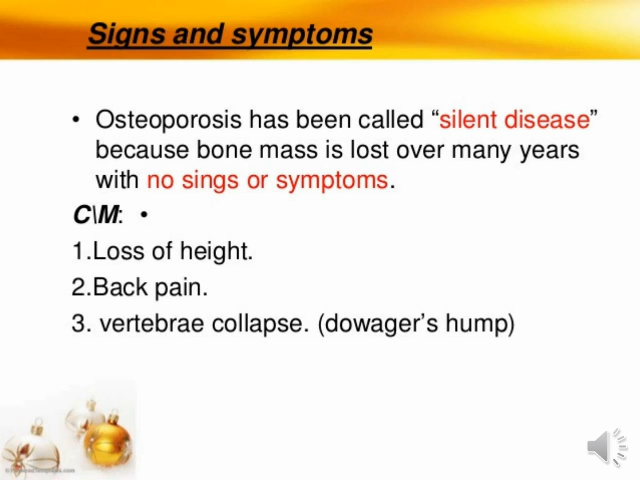 Signs and symptoms
• Osteoporosis has been called “silent disease”
because bone mass is lost over many years
with no sings or symptoms.
C\M: •
1.Loss of height.
2.Back pain.
3. vertebrae collapse. (dowager’s hump)